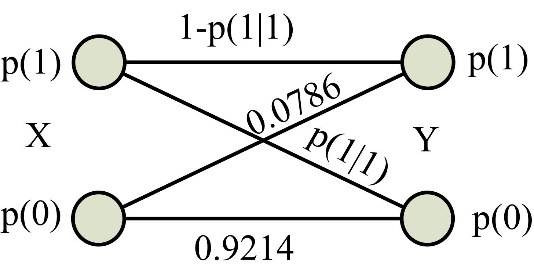 1-p(1|1)
p(1)
p(1)
0.0786
X
p(1|1)
Y
p(0)
p(0)
0.9214